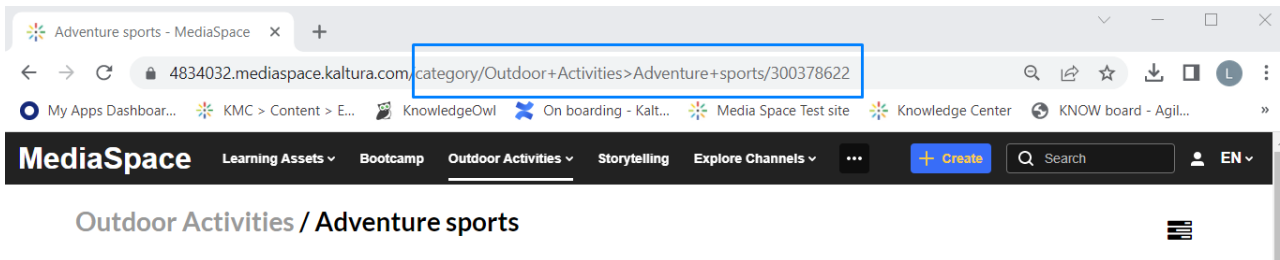 Adventure sports - MediaSpace
4834032.mediaspace.kaltura.com/category/Outdoor+Activities>Adventure+sports/300378622 L
My Apps Dashboar... KMC > Content > E... KnowledgeOwl On boarding - Kalt... Media Space Test site Knowledge Center KNOW board - Agil... »
MediaSpace Learning Assets Bootcamp Outdoor Activities Storytelling Explore Channels ••• + Create Search EN
Outdoor Activities / Adventure sports